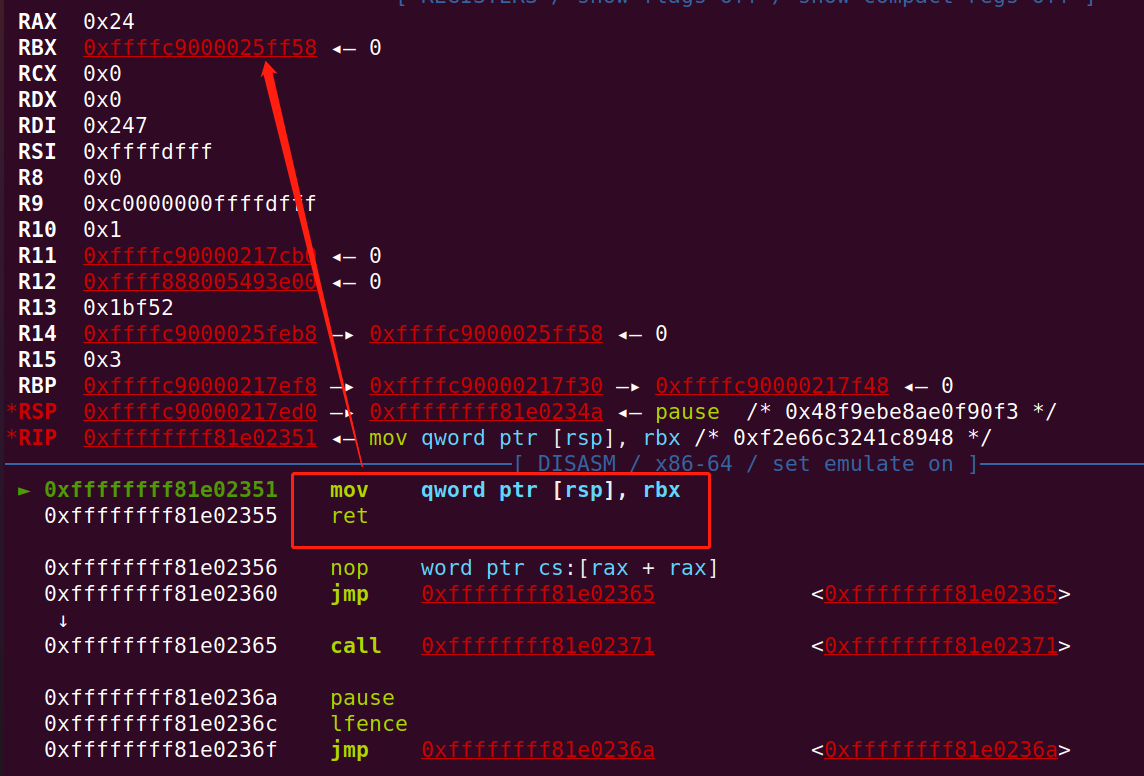 [ REGISTERS / show-flags off / show-compact-regs off ]
RAX 0x24
RBX 0xffffc9000025ff58 ◂— 0
RCX 0x0
RDX 0x0
RDI 0x247
RSI 0xffffdfff
R8 0x0
R9 0xc0000000ffffdfff
R10 0x1
R11 0xffffc90000217cb0 ◂— 0
R12 0xffff888005493e00 ◂— 0
R13 0x1bf52
R14 0xffffc9000025feb8 —▸ 0xffffc9000025ff58 ◂— 0
R15 0x3
RBP 0xffffc90000217ef8 —▸ 0xffffc90000217f30 —▸ 0xffffc90000217f48 ◂— 0
*RSP 0xffffc90000217ed0 —▸ 0xffffffff81e0234a ◂— pause /* 0x48f9ebe8ae0f90f3 */
*RIP 0xffffffff81e02351 ◂— mov qword ptr [rsp], rbx /* 0xf2e66c3241c8948 */
[ DISASM / x86-64 / set emulate on ]
► 0xffffffff81e02351 mov qword ptr [rsp], rbx
0xffffffff81e02355 ret
0xffffffff81e02356 nop word ptr cs:[rax + rax]
0xffffffff81e02360 jmp 0xffffffff81e02365 <0xffffffff81e02365>
↓
0xffffffff81e02365 call 0xffffffff81e02371 <0xffffffff81e02371>
0xffffffff81e0236a pause
0xffffffff81e0236c lfence
0xffffffff81e0236f jmp 0xffffffff81e0236a <0xffffffff81e0236a>